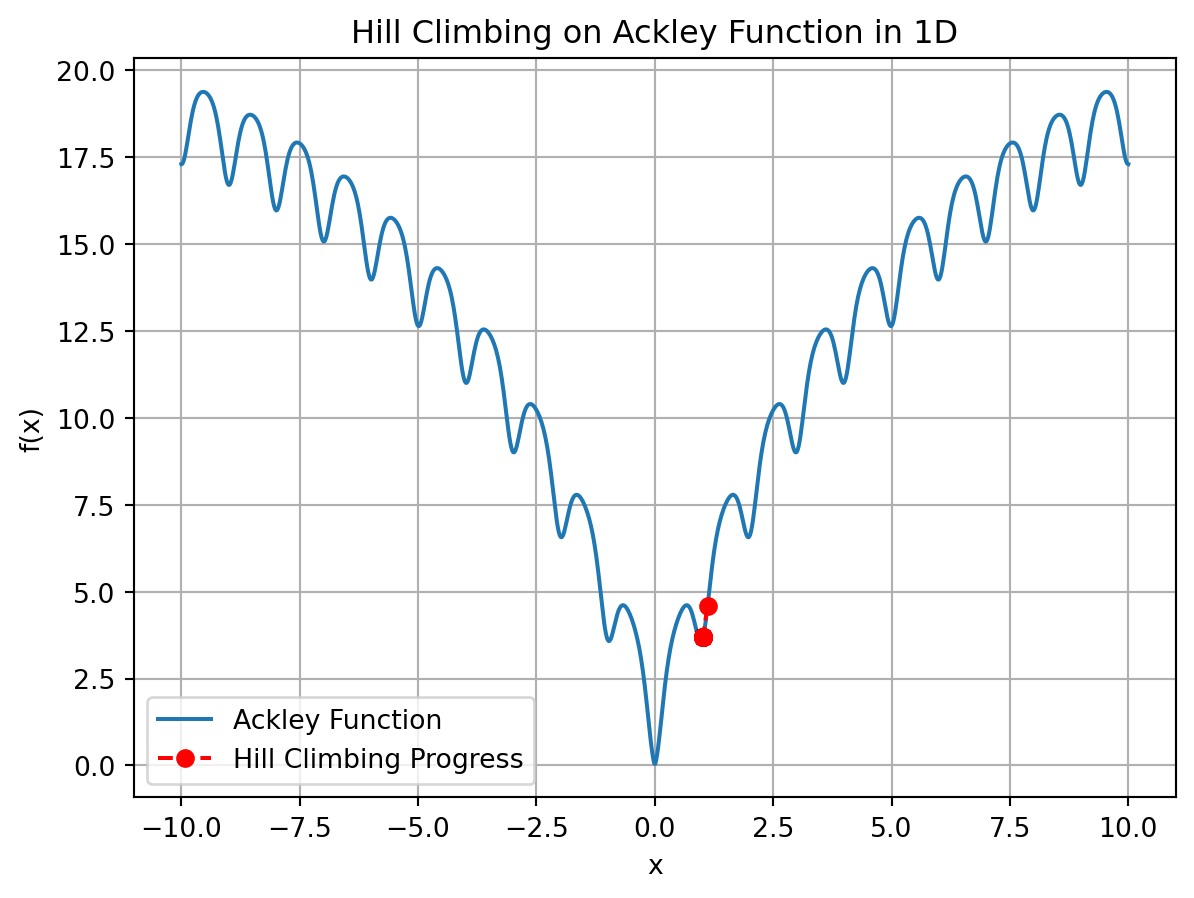 Hill Climbing on Ackley Function in 1D
20.0
17.5
15.0
12.5
10.0
7.5
5.0
2.5
0.0
f(x)
Ackley Function
Hill Climbing Progress
−10.0 −7.5 −5.0 −2.5 0.0 2.5 5.0 7.5 10.0
x